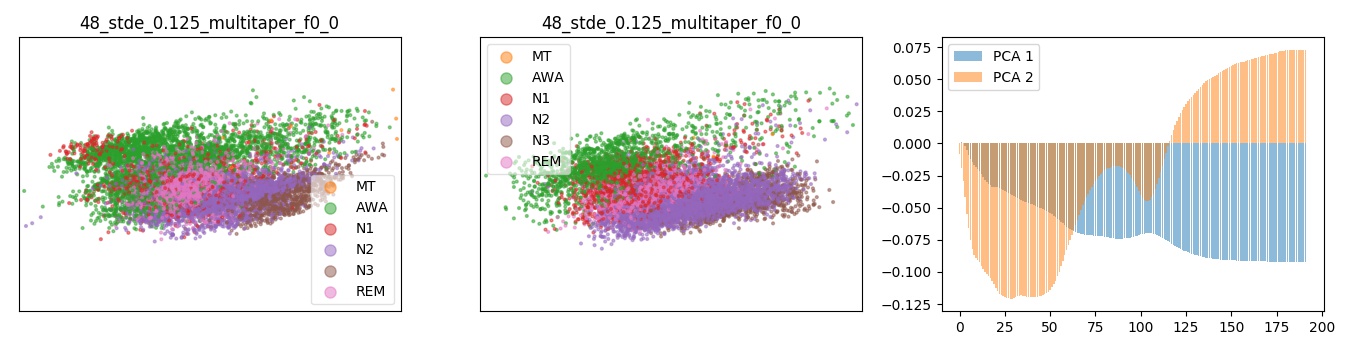 48_stde_0.125_multitaper_f0_0
MT
AWA
N1
N2
N3
REM
48_stde_0.125_multitaper_f0_0
MT
AWA
N1
N2
N3
REM
PCA 1
PCA 2
0.075
0.050
0.025
0.000
−0.025
−0.050
−0.075
−0.100
−0.125
0 25 50 75 100 125 150 175 200